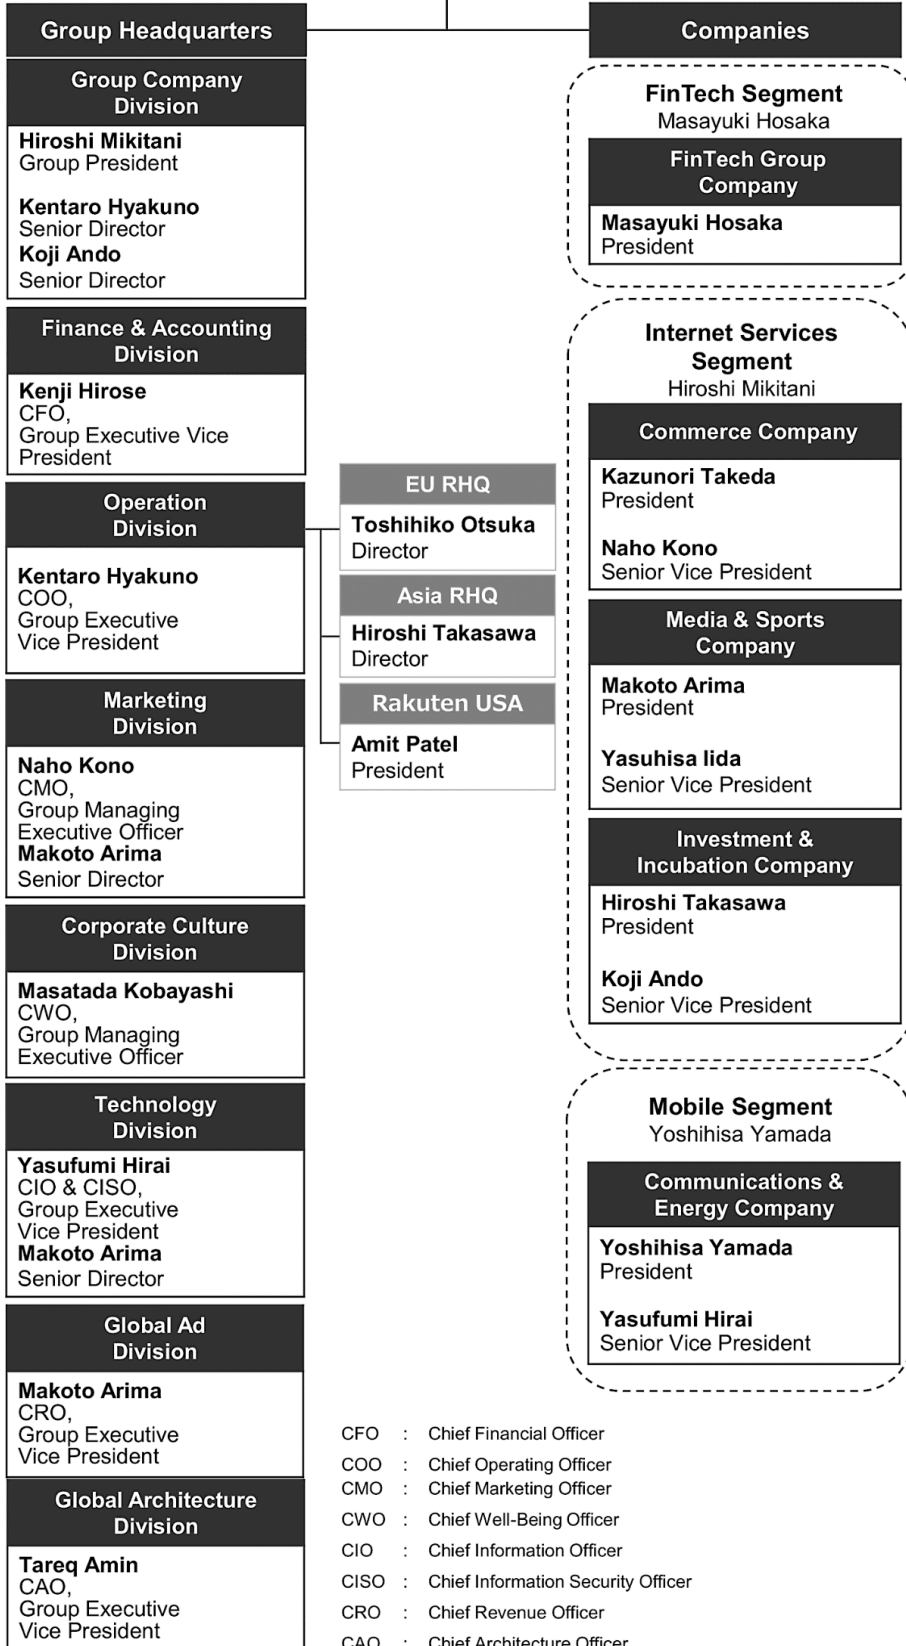 Group Headquarters
Group Company
Division
Hiroshi Mikitani
Group President
Kentaro Hyakuno
Senior Director
Koji Ando
Senior Director
Finance & Accounting
Division
Kenji Hirose
CFO,
Group Executive Vice
President
Operation
Division
Kentaro Hyakuno
COO,
Group Executive
Vice President
EU RHQ
Toshihiko Otsuka
Director
Asia RHQ
Hiroshi Takasawa
Director
Rakuten USA
Amit Patel
President
Marketing
Division
Naho Kono
CMO,
Group Managing
Executive Officer
Makoto Arima
Senior Director
Corporate Culture
Division
Masatada Kobayashi
CWO,
Group Managing
Executive Officer
Technology
Division
Yasufumi Hirai
CIO & CISO,
Group Executive
Vice President
Makoto Arima
Senior Director
Global Ad
Division
Makoto Arima
CRO,
Group Executive
Vice President
Global Architecture
Division
Tareq Amin
CAO,
Group Executive
Vice President
Companies
FinTech Segment
Masayuki Hosaka
FinTech Group
Company
Masayuki Hosaka
President
Internet Services
Segment
Hiroshi Mikitani
Commerce Company
Kazunori Takeda
President
Naho Kono
Senior Vice President
Media & Sports
Company
Makoto Arima
President
Yasuhisa Iida
Senior Vice President
Investment &
Incubation Company
Hiroshi Takasawa
President
Koji Ando
Senior Vice President
Mobile Segment
Yoshihisa Yamada
Communications &
Energy Company
Yoshihisa Yamada
President
Yasufumi Hirai
Senior Vice President
CFO : Chief Financial Officer
COO : Chief Operating Officer
CMO : Chief Marketing Officer
CWO : Chief Well-Being Officer
CIO : Chief Information Officer
CISO : Chief Information Security Officer
CRO : Chief Revenue Officer
CAO : Chief Architecture Officer